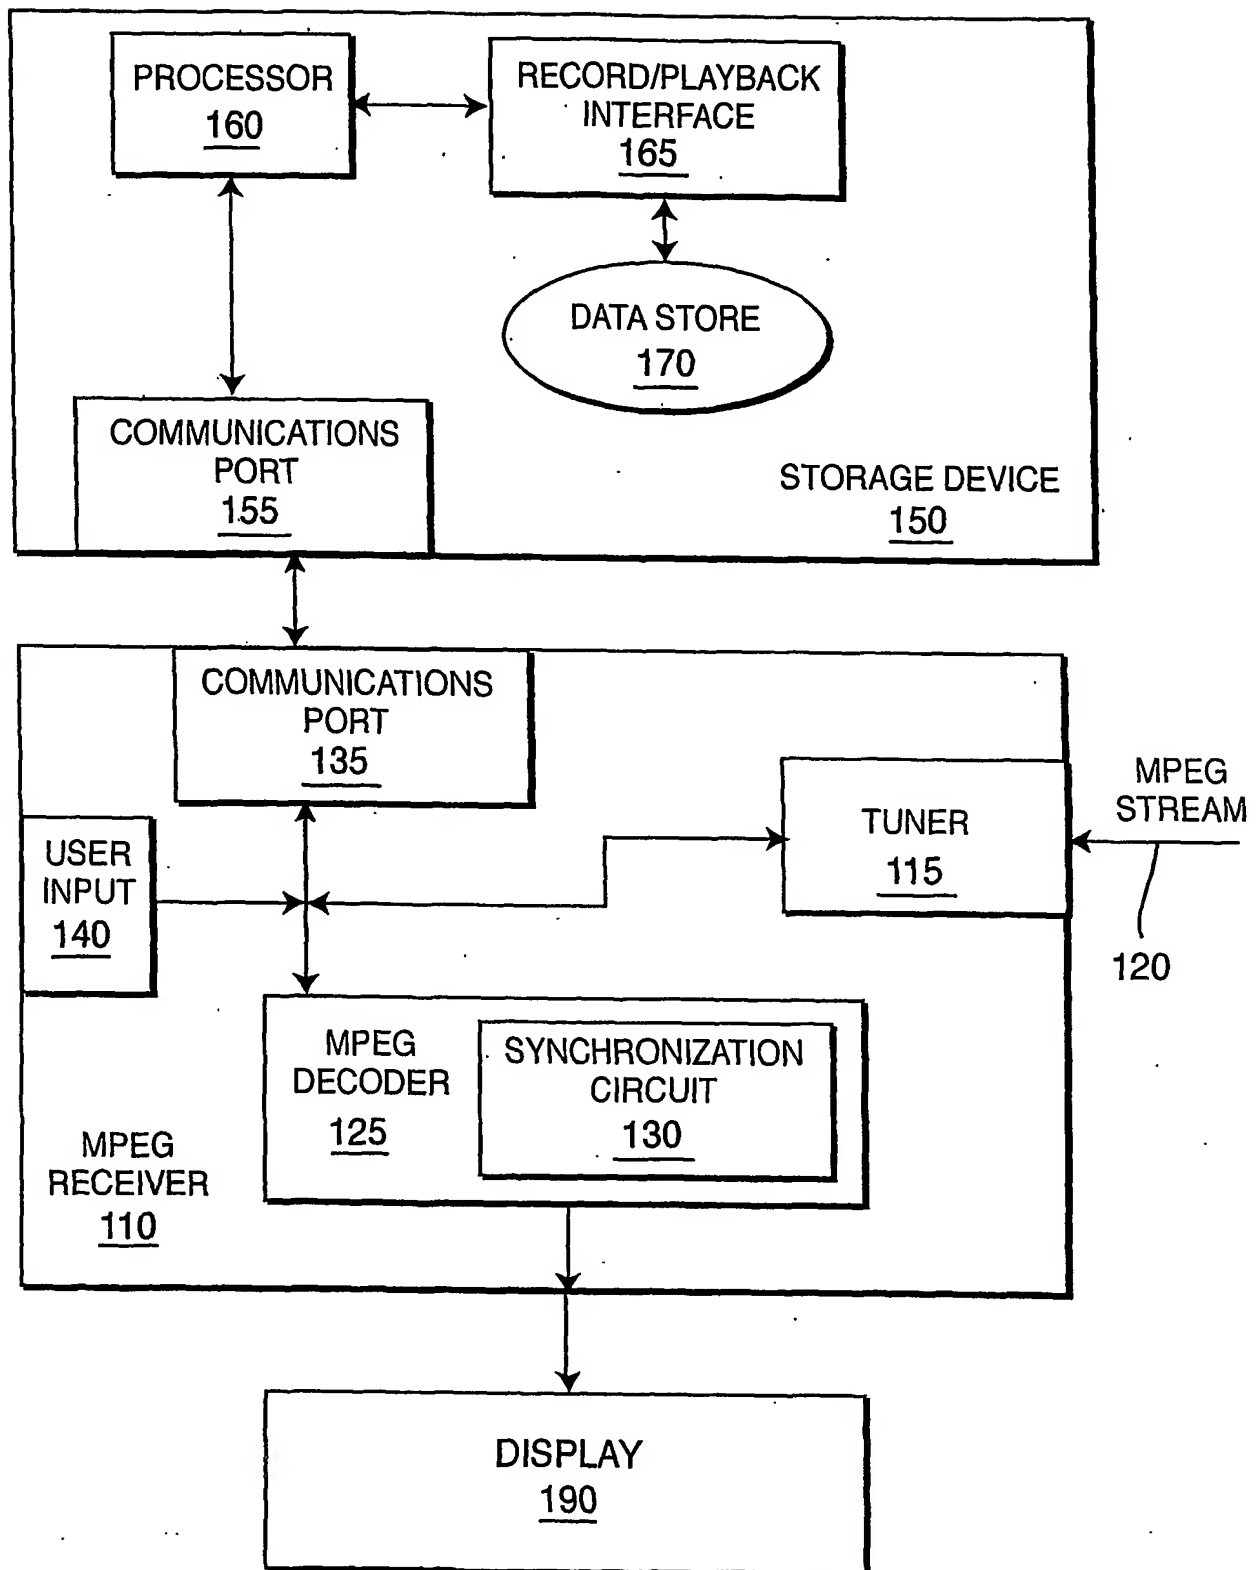 PROCESSOR
160
RECORD/PLAYBACK
INTERFACE
165
DATA STORE
170
COMMUNICATIONS
PORT
155
STORAGE DEVICE
150
COMMUNICATIONS
PORT
135
TUNER
115
MPEG
STREAM
120
USER
INPUT
140
MPEG
DECODER
125
SYNCHRONIZATION
CIRCUIT
130
MPEG
RECEIVER
110
DISPLAY
190